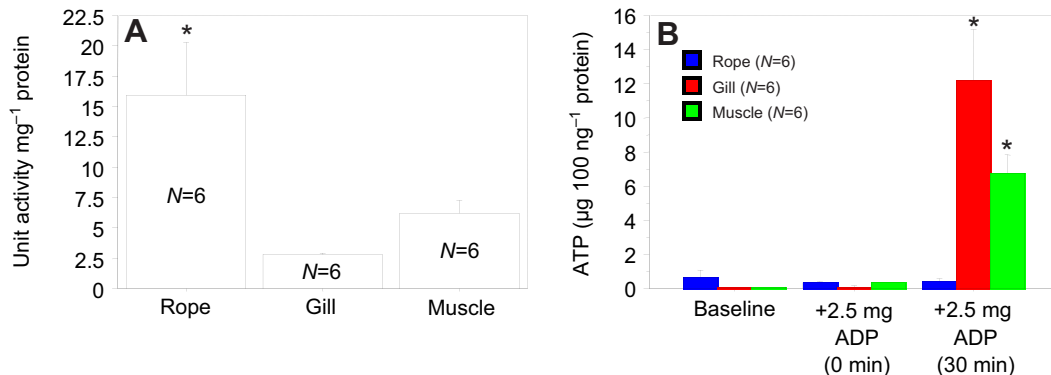 A
Unit activity mg⁻¹ protein
22.5
20
17.5
15
12.5
10
7.5
5
2.5
0
*
N=6
N=6
N=6
Rope Gill Muscle
B
ATP (µg 100 ng⁻¹ protein)
16
14
12
10
8
6
4
2
0
Rope (N=6)
Gill (N=6)
Muscle (N=6)
*
*
Baseline
+2.5 mg
ADP
(0 min)
+2.5 mg
ADP
(30 min)